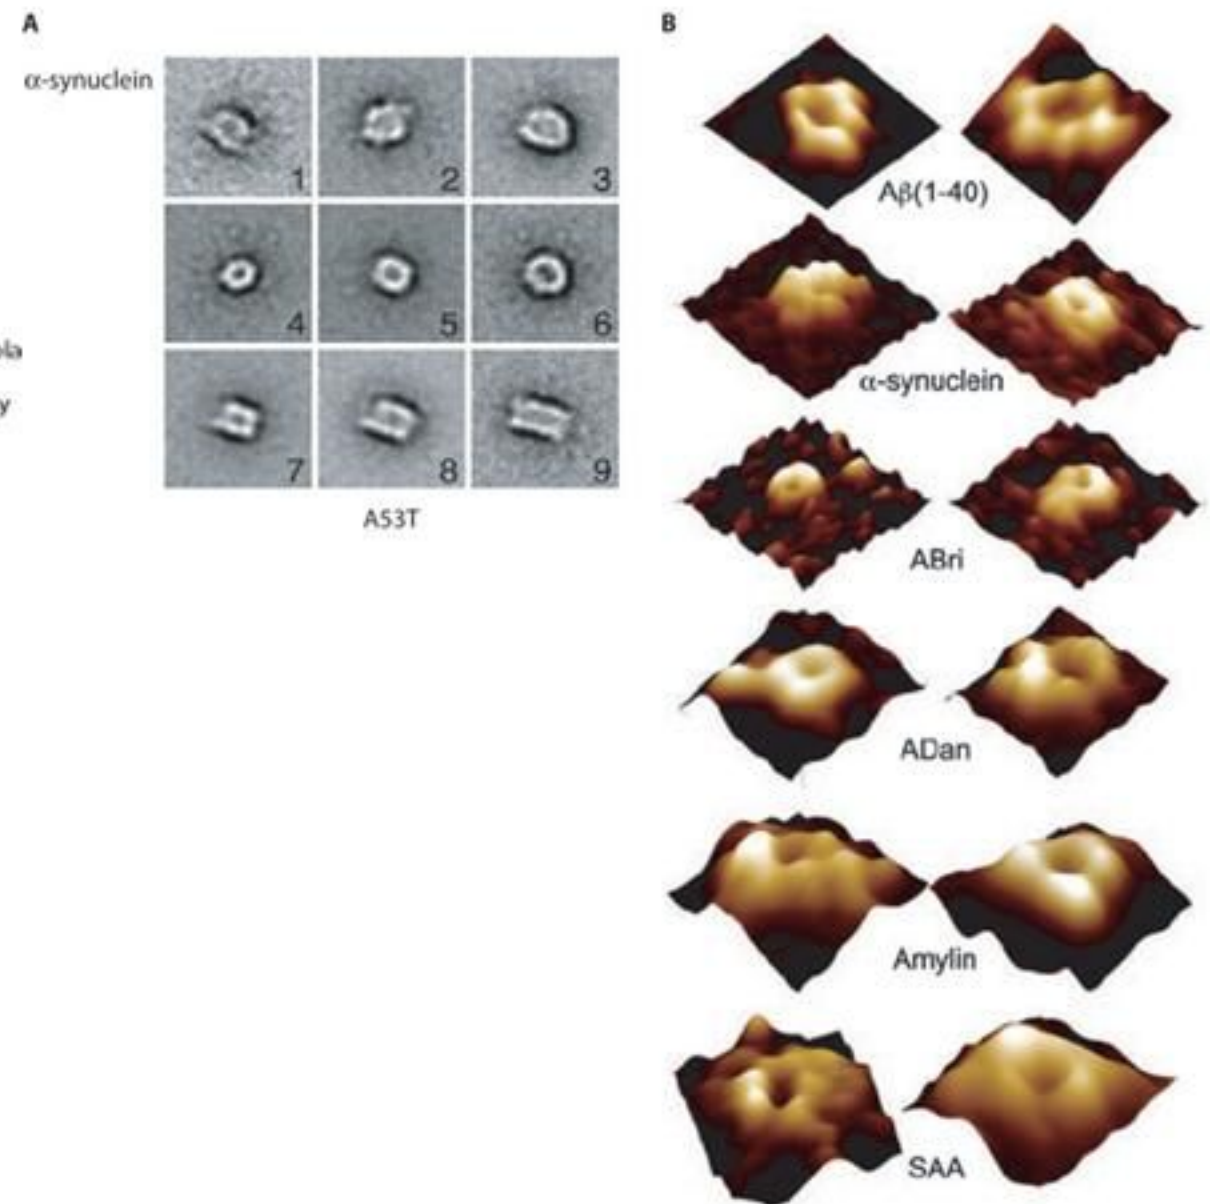 A
α-synuclein
1
2
3
4
5
6
7
8
9
A53T
B
Aβ(1-40)
α-synuclein
ABri
ADan
Amylin
SAA